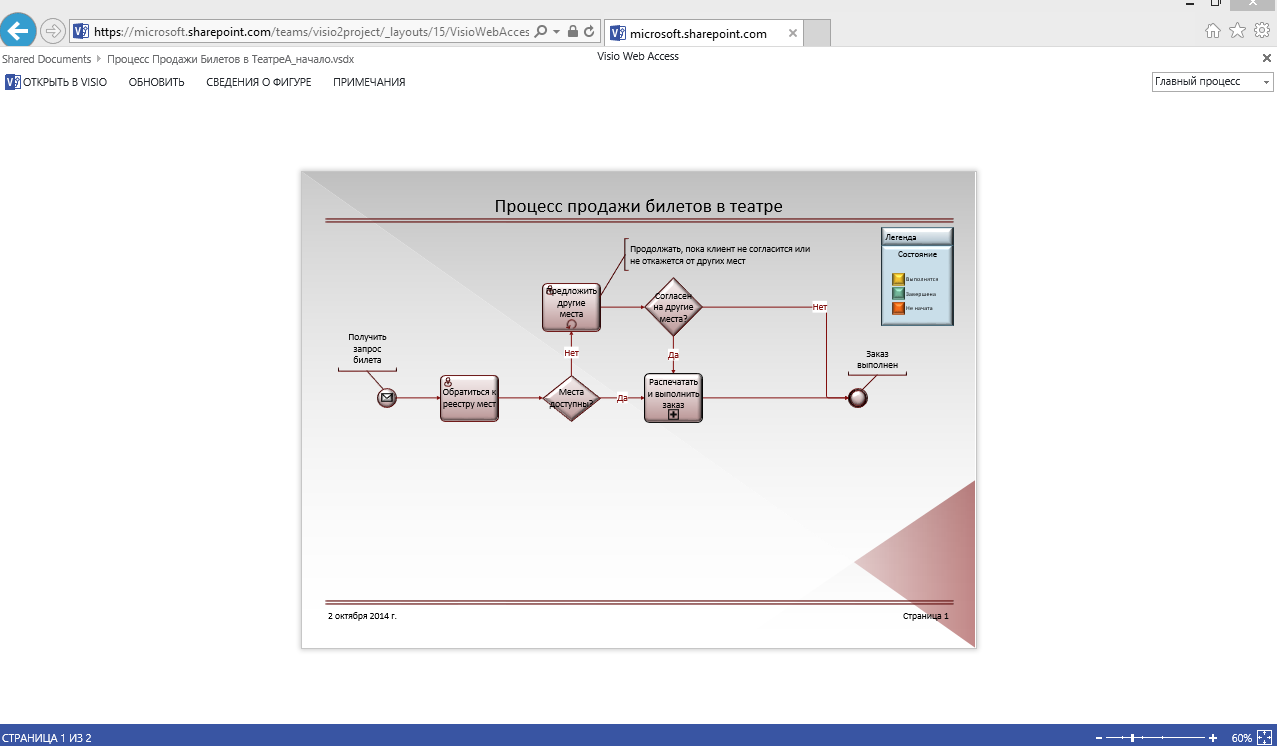 https://microsoft.sharepoint.com/teams/visio2project/_layouts/15/VisioWebAcces
microsoft.sharepoint.com
Visio Web Access
Shared Documents
Процесс Продажи Билетов в ТеатреА_начало.vsdx
ОТКРЫТЬ В VISIO
ОБНОВИТЬ
СВЕДЕНИЯ О ФИГУРЕ
ПРИМЕЧАНИЯ
Главный процесс
Процесс продажи билетов в театре
Легенда
Состояние
Выполнятся
Завершена
Не начата
Продолжать, пока клиент не согласится или
не откажется от других мест
Предложить
другие
места
Согласен
на другие
места?
Нет
Получить
запрос
билета
Нет
Да
Заказ
выполнен
Обратиться к
реестру мест
Места
доступны?
Да
Распечатать
и выполнить
заказ
2 октября 2014 г.
Страница 1
СТРАНИЦА 1 ИЗ 2
60%